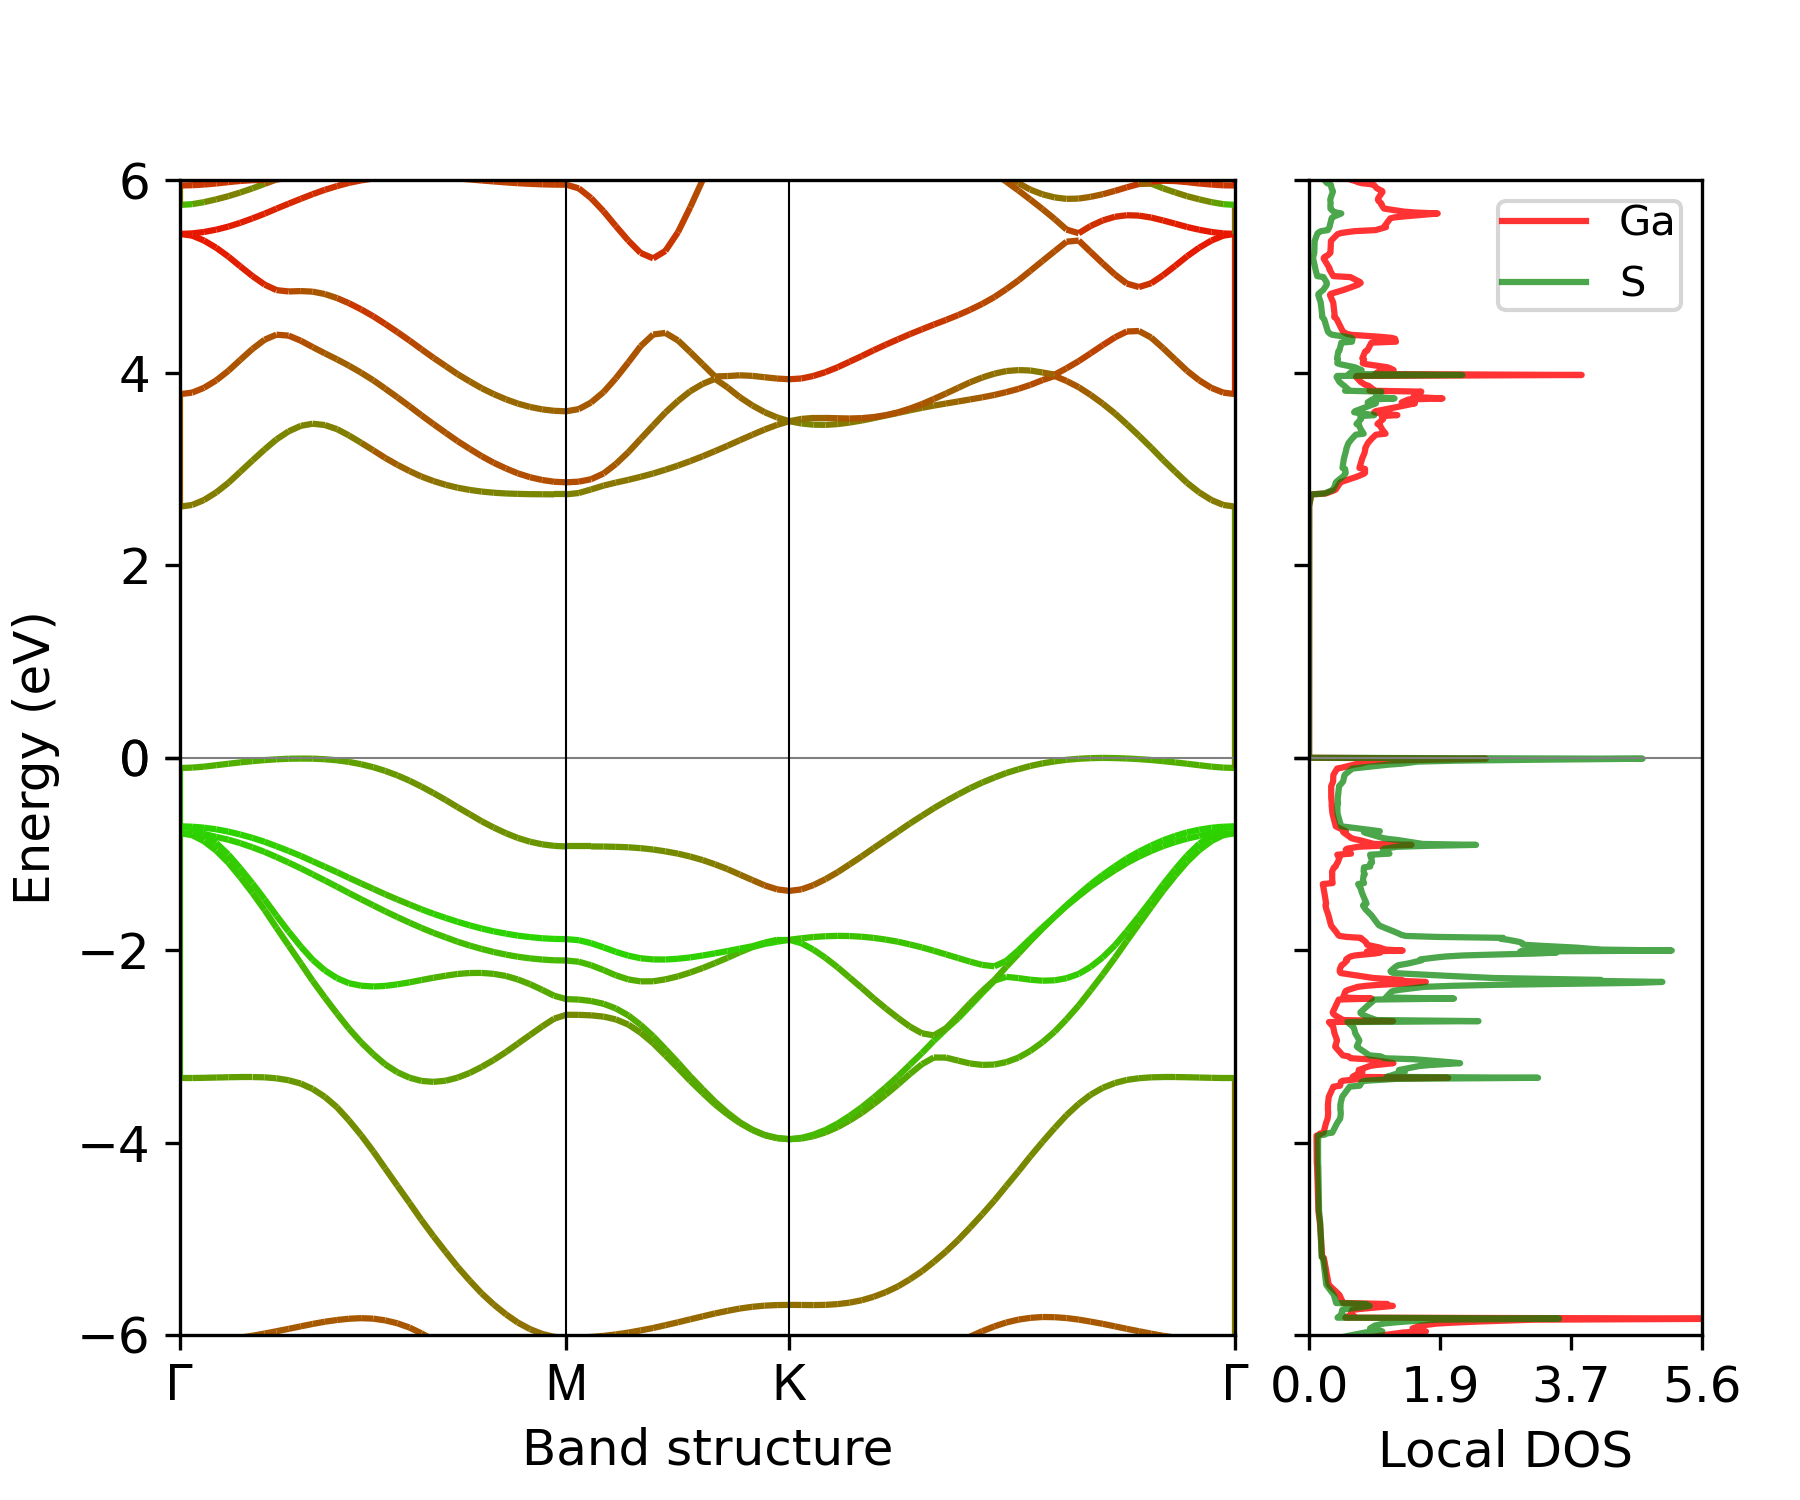 6
4
2
0
−2
−4
−6
Energy (eV)
Γ
M
K
Γ
Band structure
Ga
S
0.0
1.9
3.7
5.6
Local DOS